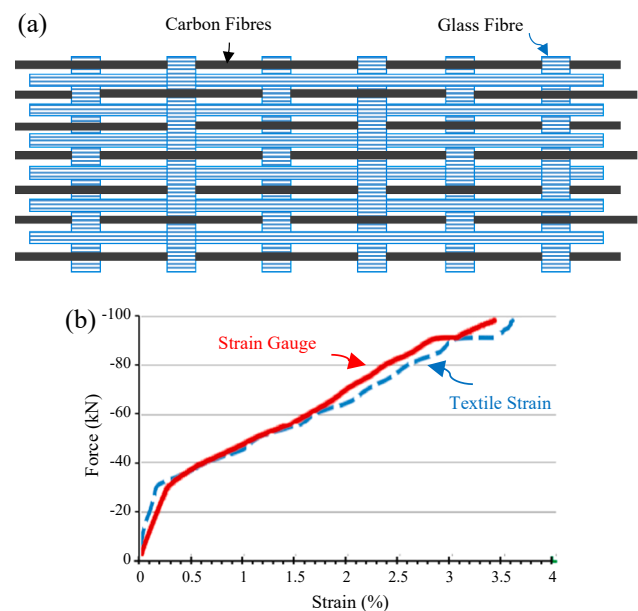 (a)
Carbon Fibres
Glass Fibre
(b)
-100
-80
-60
-40
-20
0
Force (kN)
Strain Gauge
Textile Strain
0 0.5 1 1.5 2 2.5 3 3.5 4
Strain (%)